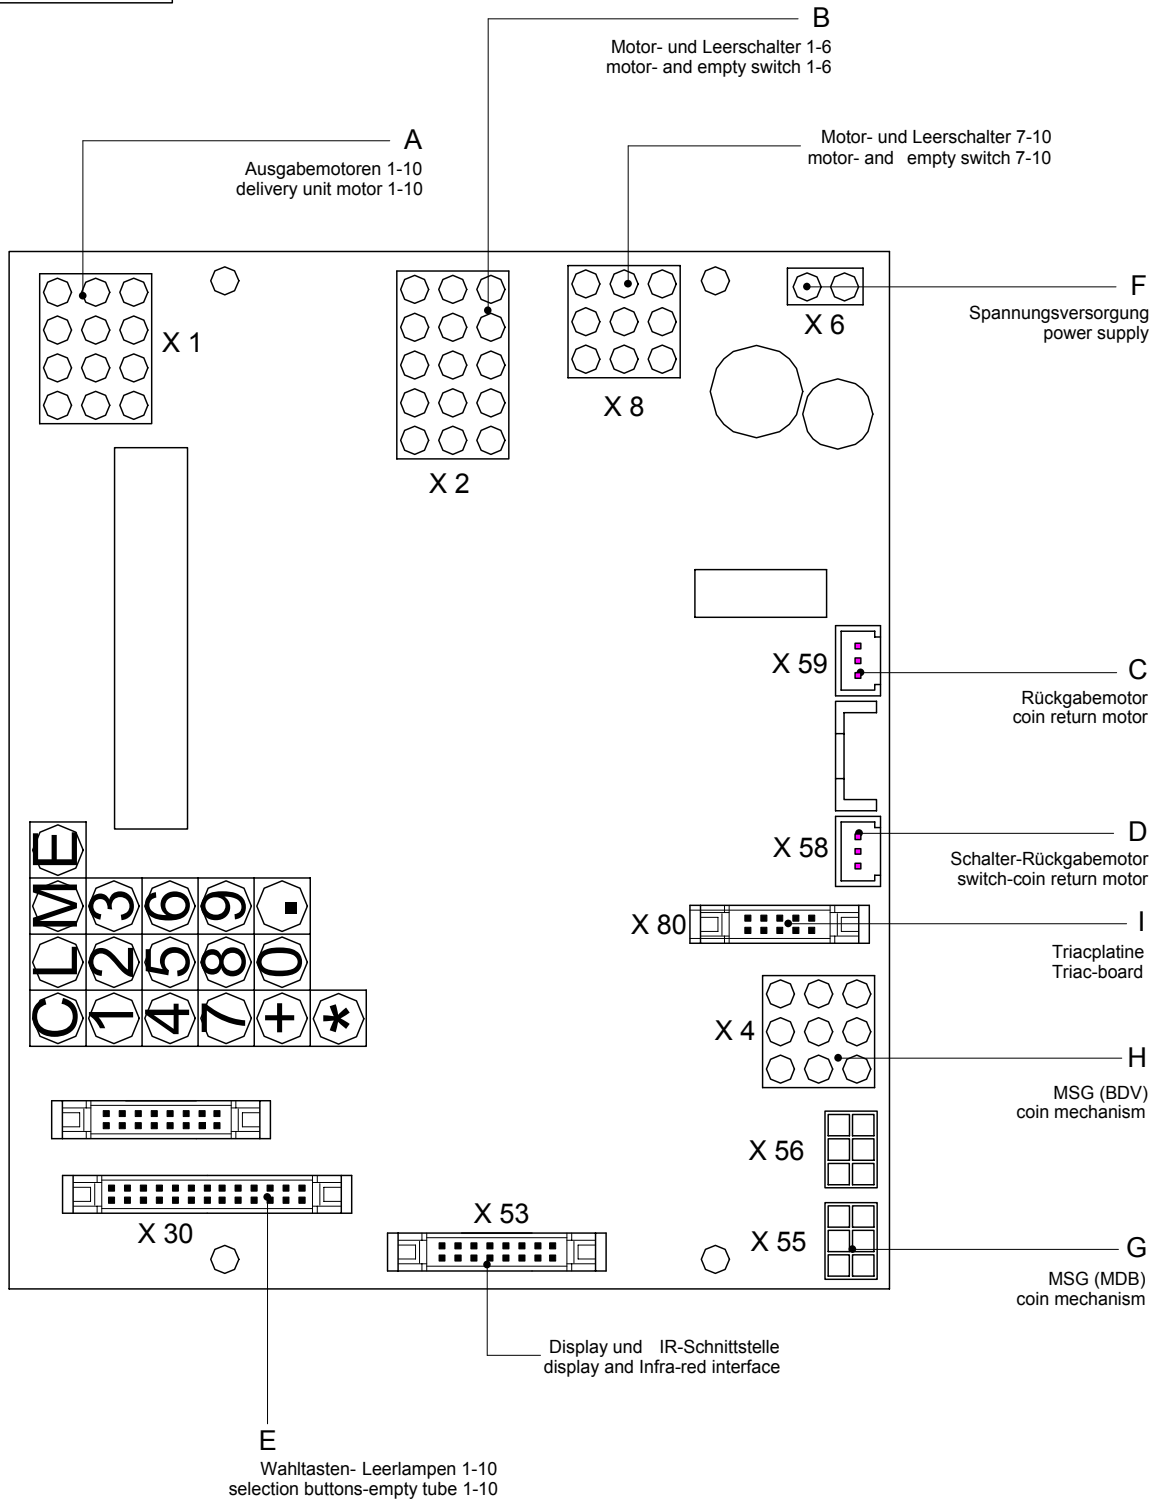 B
Motor- und Leerschalter 1-6
motor- and empty switch 1-6
A
Ausgabemotoren 1-10
delivery unit motor 1-10
Motor- und Leerschalter 7-10
motor- and empty switch 7-10
F
Spannungsversorgung
power supply
X 1
X 2
X 8
X 6
X 59
C
Rückgabemotor
coin return motor
X 58
D
Schalter-Rückgabemotor
switch-coin return motor
X 80
I
Triacplatine
Triac-board
E
M 3 6 9 .
L 2 5 8 0
C 1 4 7 + *
X 4
H
MSG (BDV)
coin mechanism
X 56
X 30
X 53
X 55
G
MSG (MDB)
coin mechanism
Display und IR-Schnittstelle
display and Infra-red interface
E
Wahltasten- Leerlampen 1-10
selection buttons-empty tube 1-10